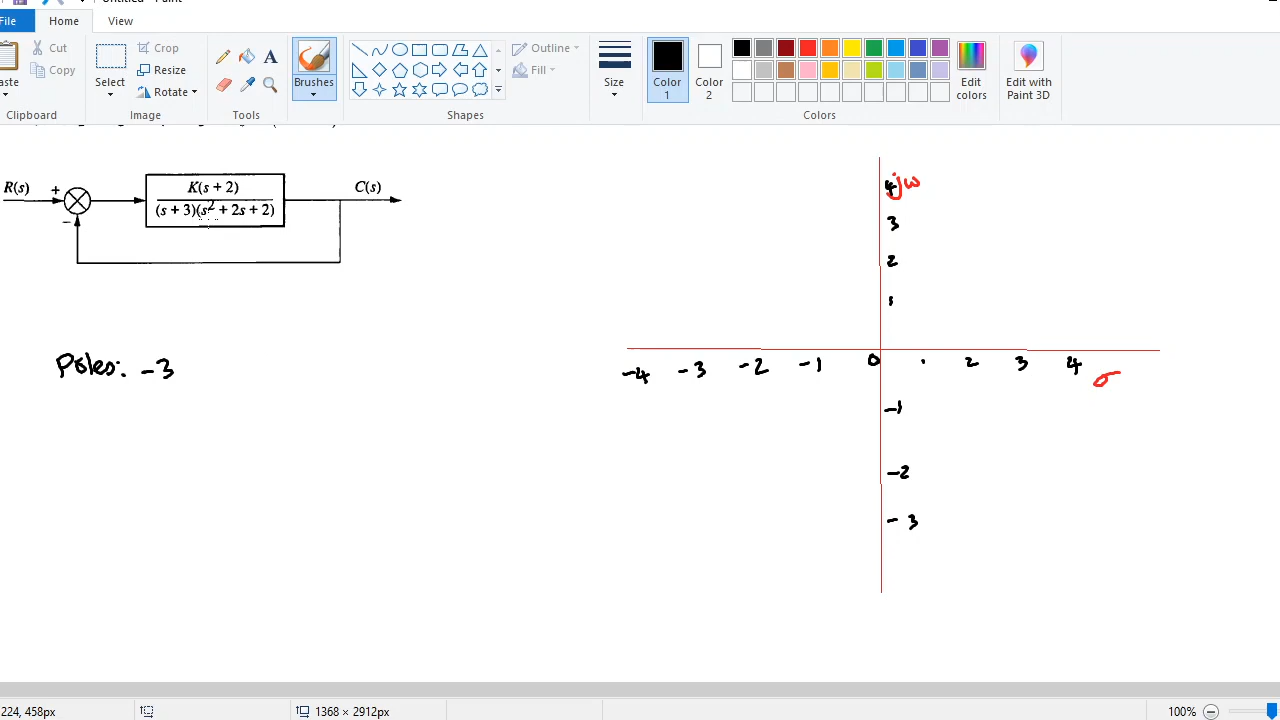 Untitled - Paint
File Home View
Cut
Copy
Clipboard
Select
Crop
Resize
Rotate
Image
Tools
Brushes
Outline
Fill
Shapes
Size
Color 1
Color 2
Edit colors
Edit with Paint 3D
Colors
R(s)
+
−
K(s + 2)
(s + 3)(s² + 2s + 2)
C(s)
Poles: -3
jω
4
3
2
1
-4 -3 -2 -1 0 2 3 4
σ
-1
-2
-3
224, 458px
1368 × 2912px
100%